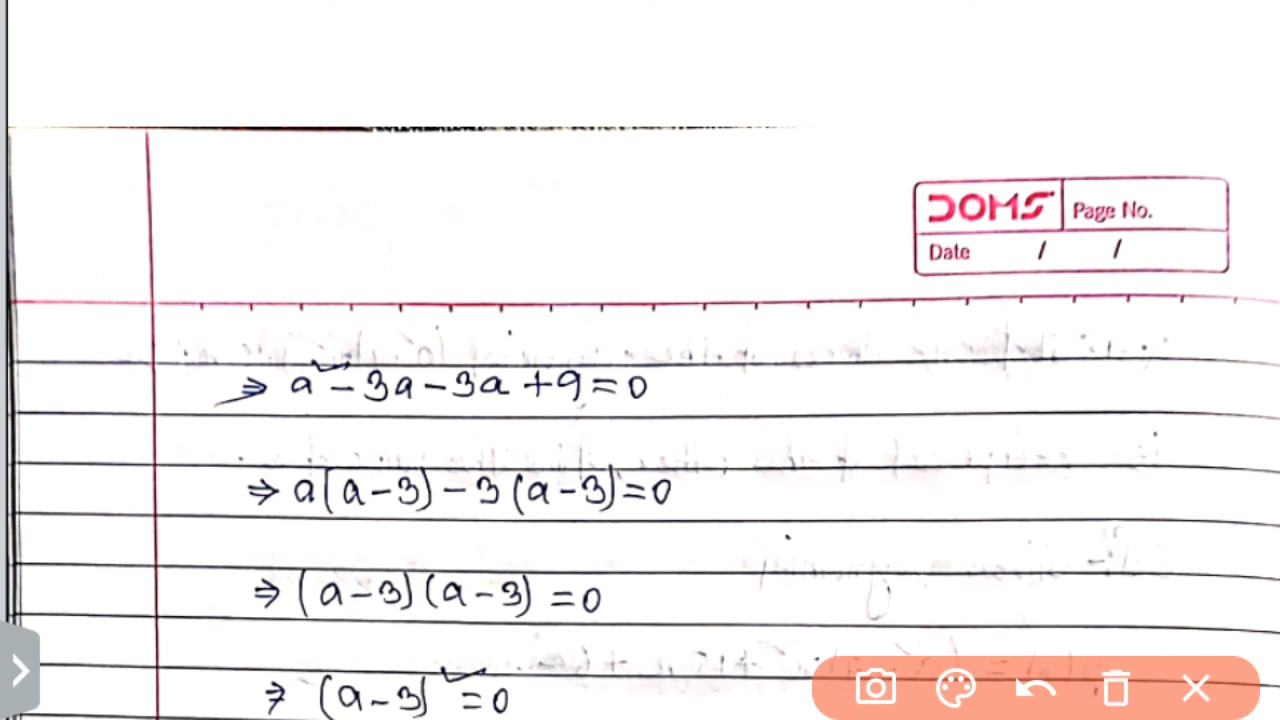 DOMS Page No.
Date / /
⇒ a² - 3a - 3a + 9 = 0
⇒ a(a-3) - 3(a-3) = 0
⇒ (a-3)(a-3) = 0
⇒ (a-3)² = 0